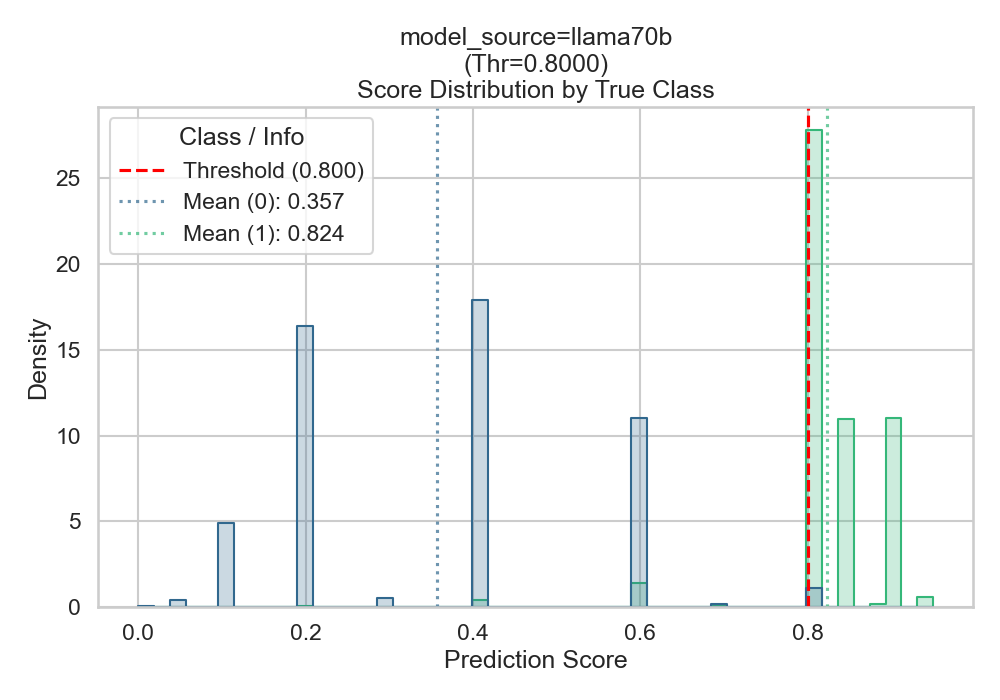 model_source=llama70b
(Thr=0.8000)
Score Distribution by True Class
Class / Info
Threshold (0.800)
Mean (0): 0.357
Mean (1): 0.824
Density
25
20
15
10
5
0
0.0 0.2 0.4 0.6 0.8
Prediction Score